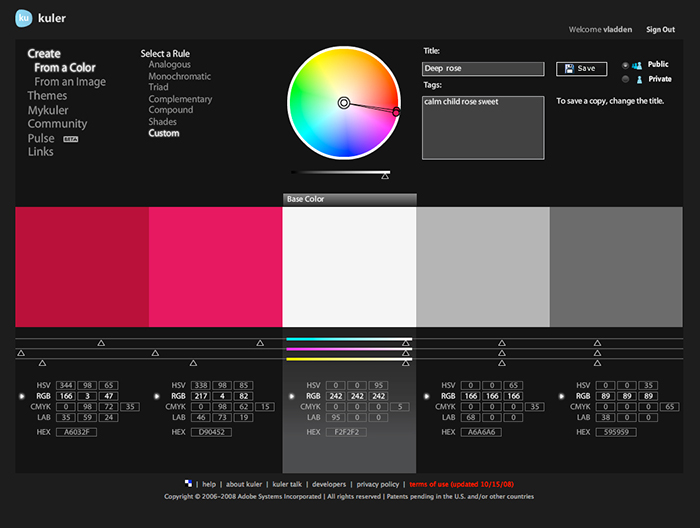 ku kuler
Welcome vladden Sign Out
Create
From a Color
From an Image
Themes
Mykuler
Community
Pulse BETA
Links
Select a Rule
Analogous
Monochromatic
Triad
Complementary
Compound
Shades
Custom
Title:
Deep rose
Tags:
calm child rose sweet
Save
Public
Private
To save a copy, change the title.
Base Color
HSV 344 98 65
RGB 166 3 47
CMYK 0 98 72 35
LAB 35 59 24
HEX A6032F
HSV 338 98 85
RGB 217 4 82
CMYK 0 98 62 15
LAB 46 73 19
HEX D90452
HSV 0 0 95
RGB 242 242 242
CMYK 0 0 0 5
LAB 95 0 0
HEX F2F2F2
HSV 0 0 65
RGB 166 166 166
CMYK 0 0 0 35
LAB 68 0 0
HEX A6A6A6
HSV 0 0 35
RGB 89 89 89
CMYK 0 0 0 65
LAB 38 0 0
HEX 595959
| help | about kuler | kuler talk | developers | privacy policy | terms of use (updated 10/15/08)
Copyright © 2006-2008 Adobe Systems Incorporated | All rights reserved | Patents pending in the U.S. and/or other countries